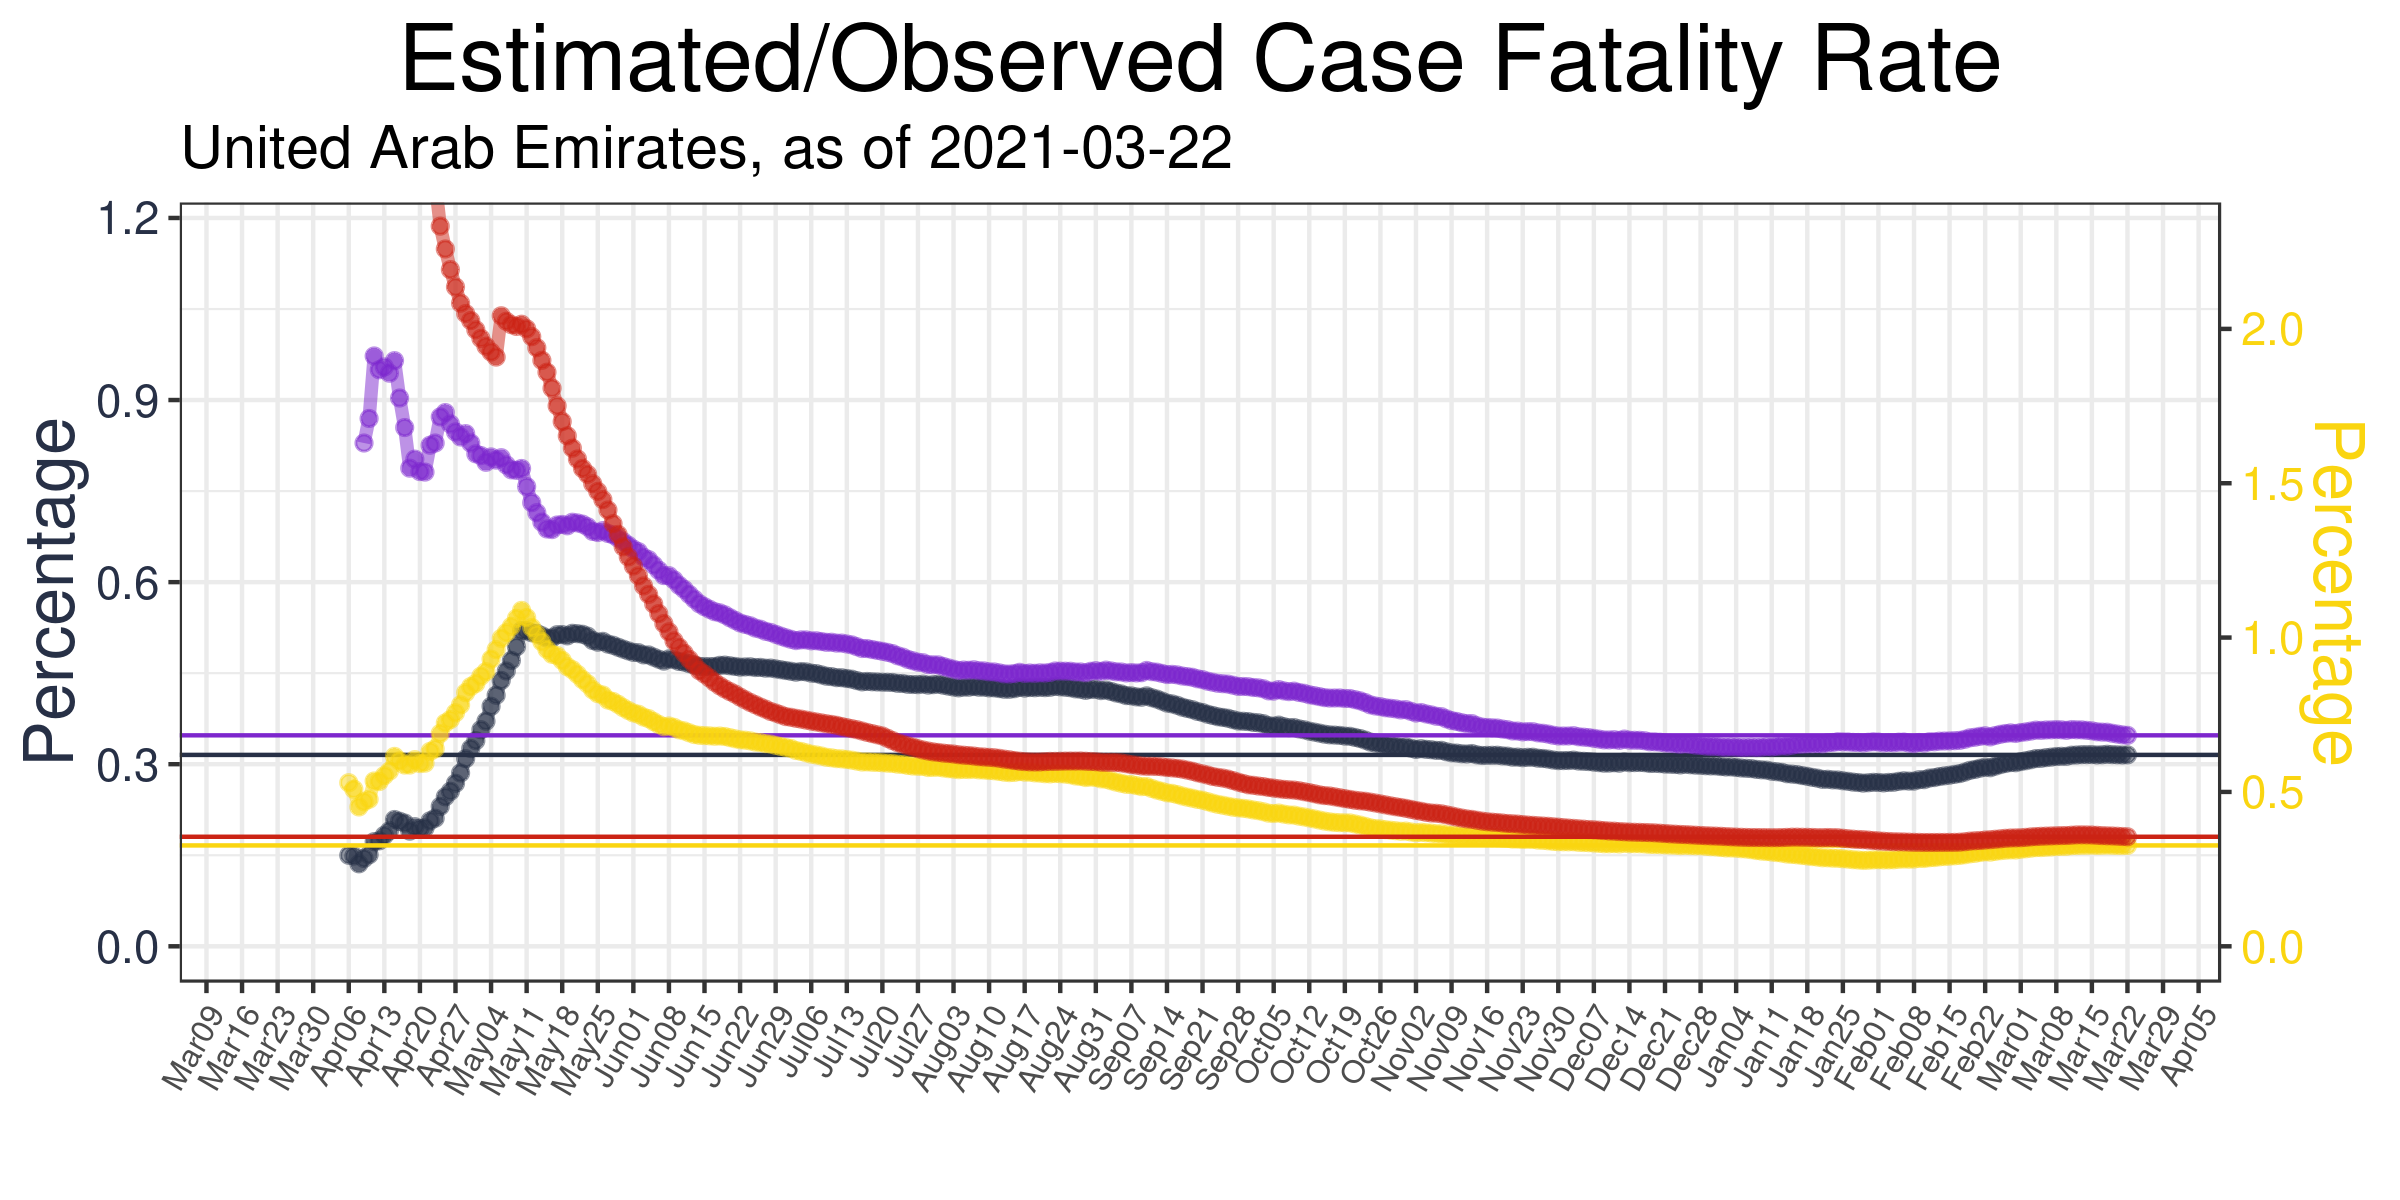 Estimated/Observed Case Fatality Rate
United Arab Emirates, as of 2021-03-22
Percentage
1.2
0.9
0.6
0.3
0.0
2.0
1.5
1.0
0.5
0.0
Percentage
Mar09 Mar16 Mar23 Mar30 Apr06 Apr13 Apr20 Apr27 May04 May11 May18 May25 Jun01 Jun08 Jun15 Jun22 Jun29 Jul06 Jul13 Jul20 Jul27 Aug03 Aug10 Aug17 Aug24 Aug31 Sep07 Sep14 Sep21 Sep28 Oct05 Oct12 Oct19 Oct26 Nov02 Nov09 Nov16 Nov23 Nov30 Dec07 Dec14 Dec21 Dec28 Dec04 Jan11 Jan18 Jan25 Jan01 Feb08 Feb15 Feb22 Feb22 Mar01 Mar08 Mar15 Mar22 Mar29 Apr05